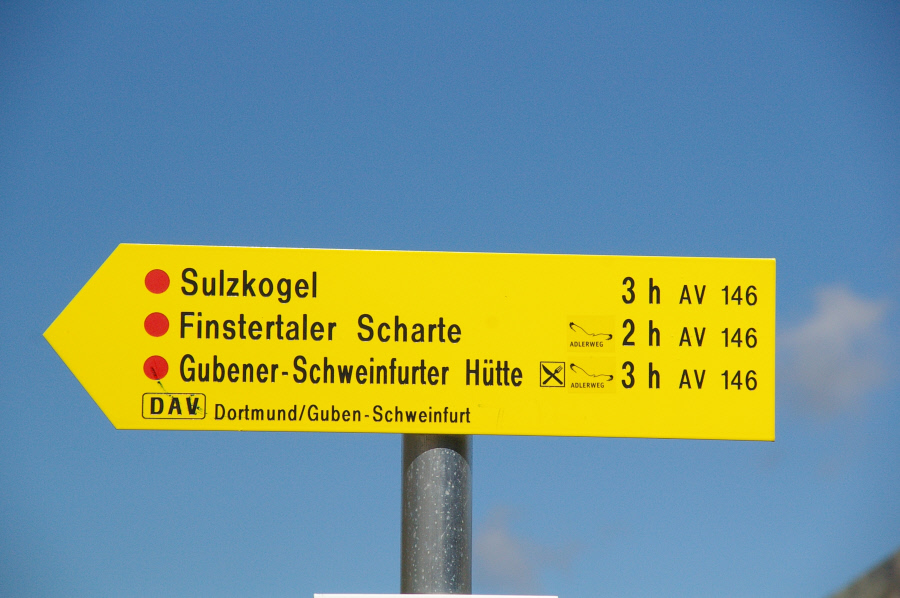 Sulzkogel 3 h AV 146
Finstertaler Scharte ADLERWEG 2 h AV 146
Gubener-Schweinfurter Hütte ADLERWEG 3 h AV 146
DAV Dortmund/Guben-Schweinfurt